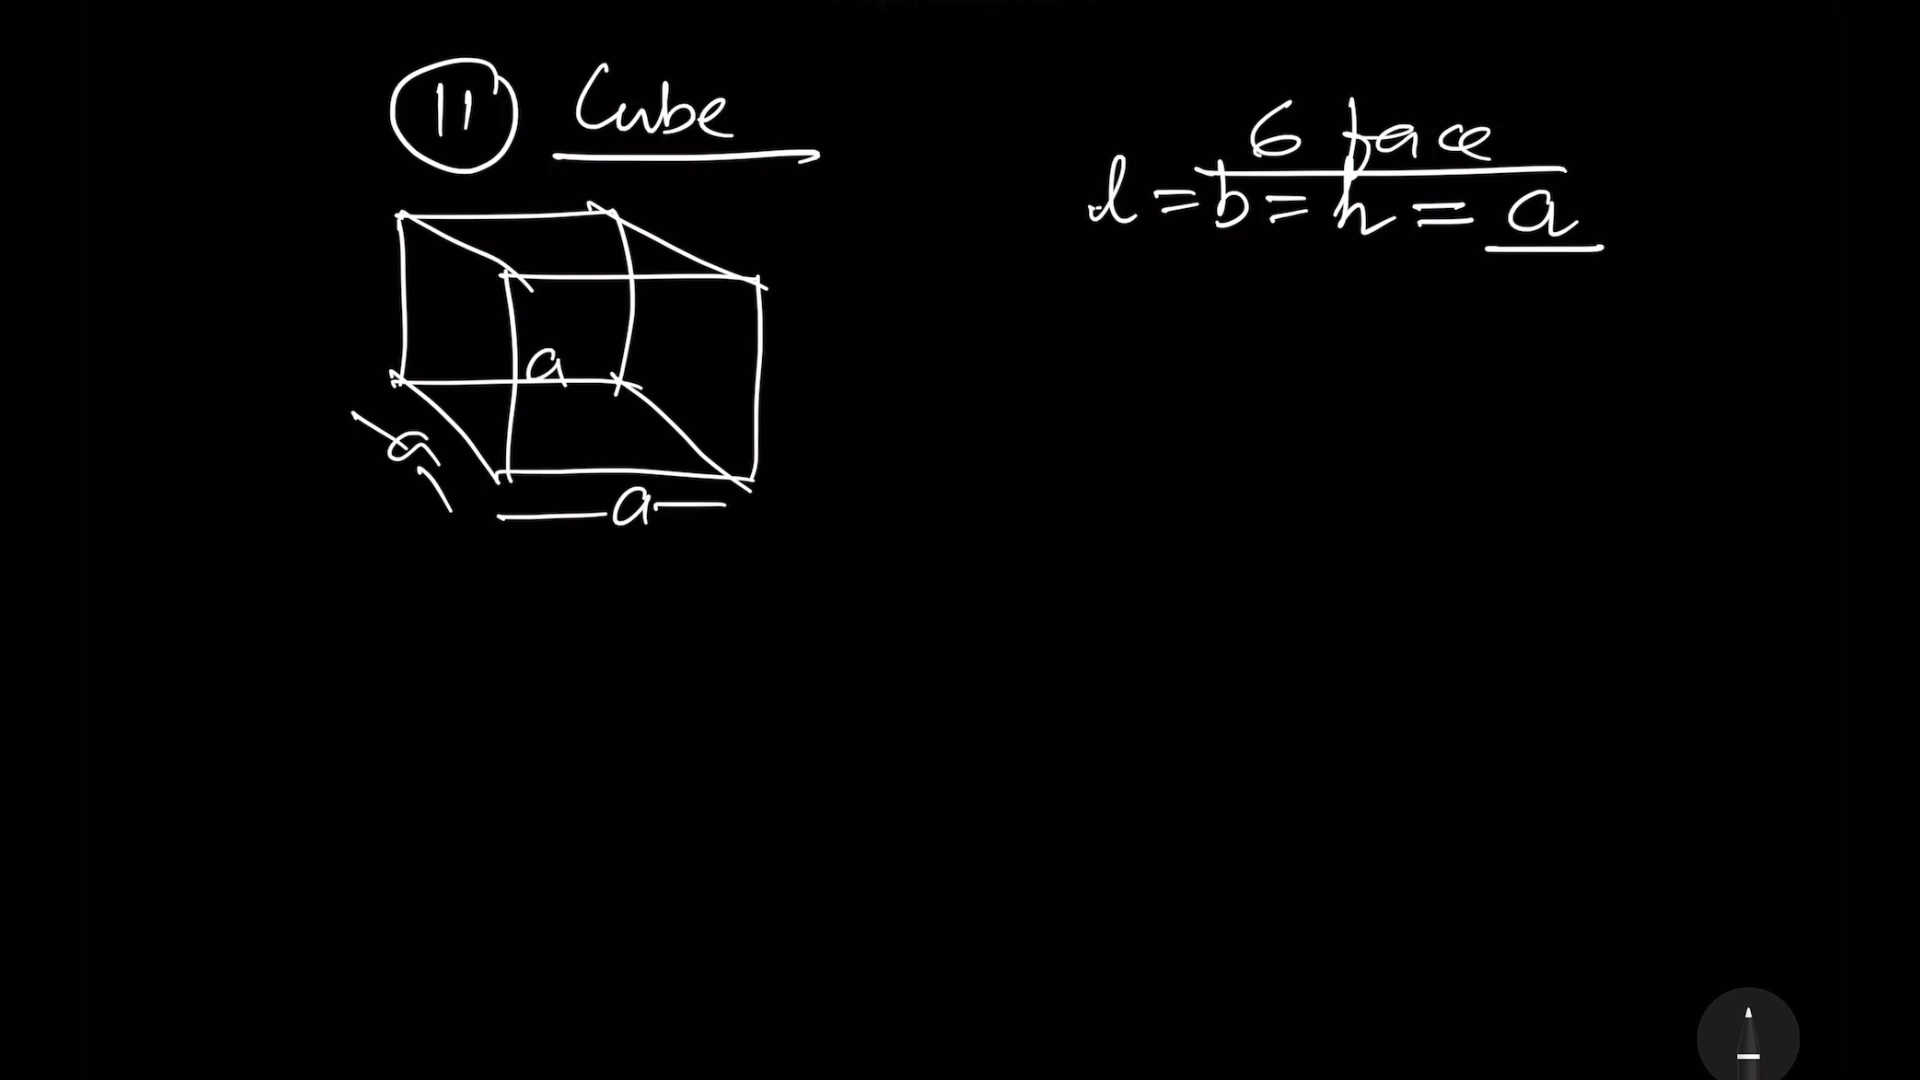 11 Cube
6 face
l = b = h = a
a
a
a